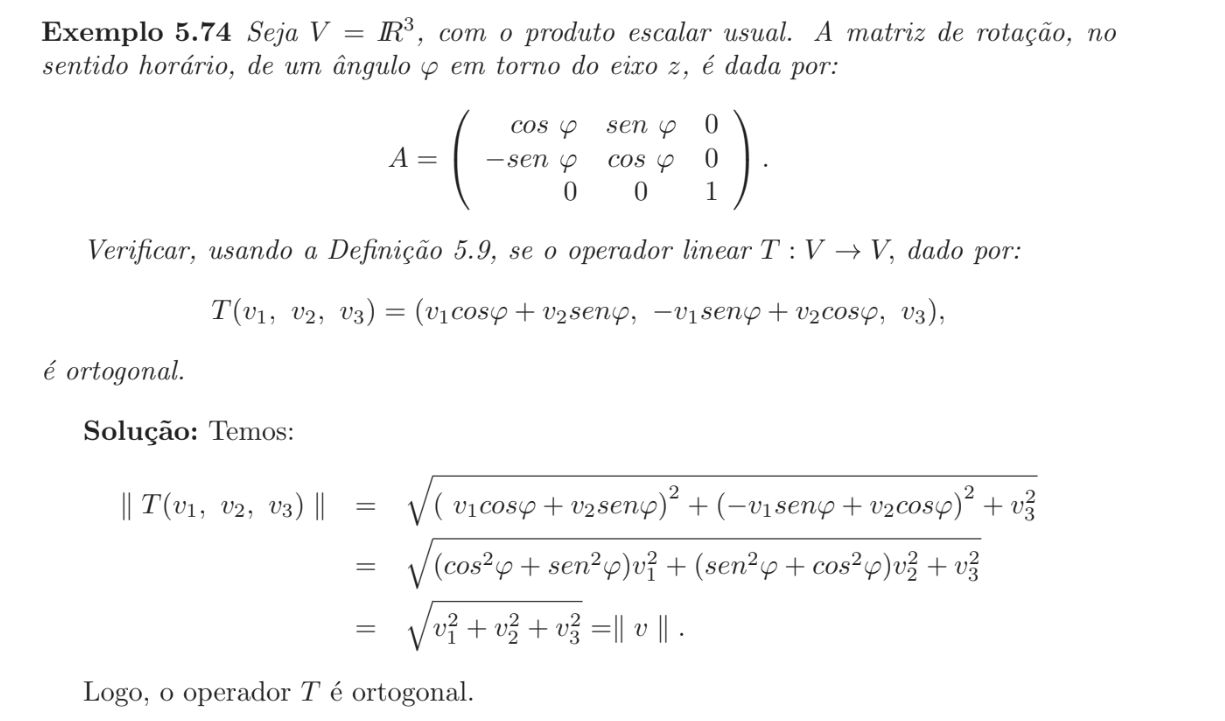 Exemplo 5.74 Seja V = ℝ³, com o produto escalar usual. A matriz de rotação, no
sentido horário, de um ângulo φ em torno do eixo z, é dada por:
A = ( cos φ sen φ 0
−sen φ cos φ 0
0 0 1 ) .
Verificar, usando a Definição 5.9, se o operador linear T : V → V, dado por:
T(v₁, v₂, v₃) = (v₁cosφ + v₂senφ, −v₁senφ + v₂cosφ, v₃),
é ortogonal.
Solução: Temos:
∥ T(v₁, v₂, v₃) ∥ = √(( v₁cosφ + v₂senφ)² + (−v₁senφ + v₂cosφ)² + v₃²)
= √((cos²φ + sen²φ)v₁² + (sen²φ + cos²φ)v₂² + v₃²)
= √(v₁² + v₂² + v₃²) =∥ v ∥ .
Logo, o operador T é ortogonal.